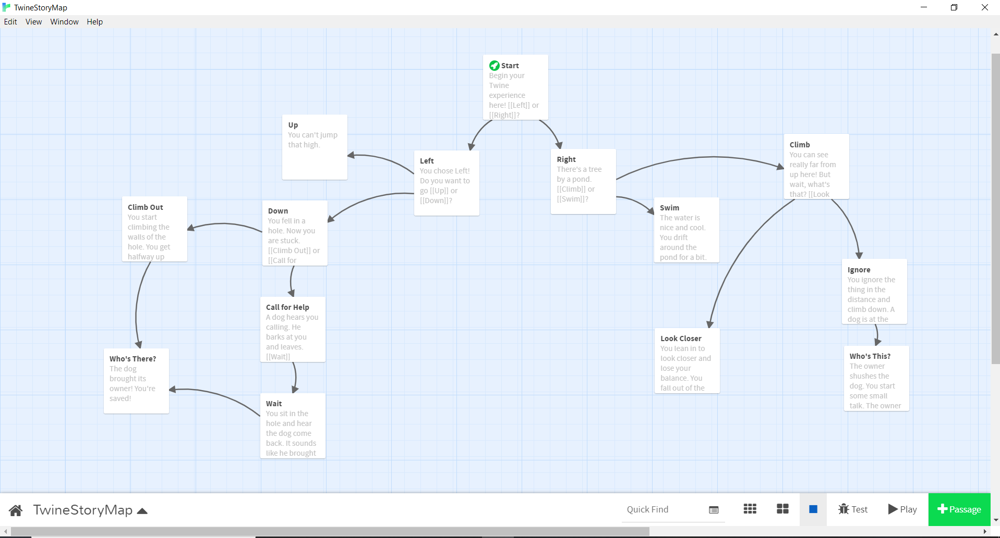 TwineStoryMap
Edit View Window Help
Start
Begin your
Twine
experience
here! [[Left]] or
[[Right]]?
Up
You can't jump
that high.
Left
You chose Left!
Do you want to
go [[Up]] or
[[Down]]?
Right
There's a tree
by a pond.
[[Climb]] or
[[Swim]]?
Climb
You can see
really far from
up here! But
wait, what's
that? [[Look
Climb Out
You start
climbing the
walls of the
hole. You get
halfway up
Down
You fell in a
hole. Now you
are stuck.
[[Climb Out]] or
[[Call for
Swim
The water is
nice and cool.
You drift
around the
pond for a bit.
Ignore
You ignore the
thing in the
distance and
climb down. A
dog is at the
Call for Help
A dog hears you
calling. He
barks at you
and leaves.
[[Wait]]
Look Closer
You lean in to
look closer and
lose your
balance. You
fall out of the
Who's There?
The dog
brought its
owner! You're
saved!
Who's This?
The owner
shushes the
dog. You start
some small
talk. The owner
Wait
You sit in the
hole and hear
the dog come
back. It sounds
like he brought
TwineStoryMap
Quick Find
Test
Play
+Passage